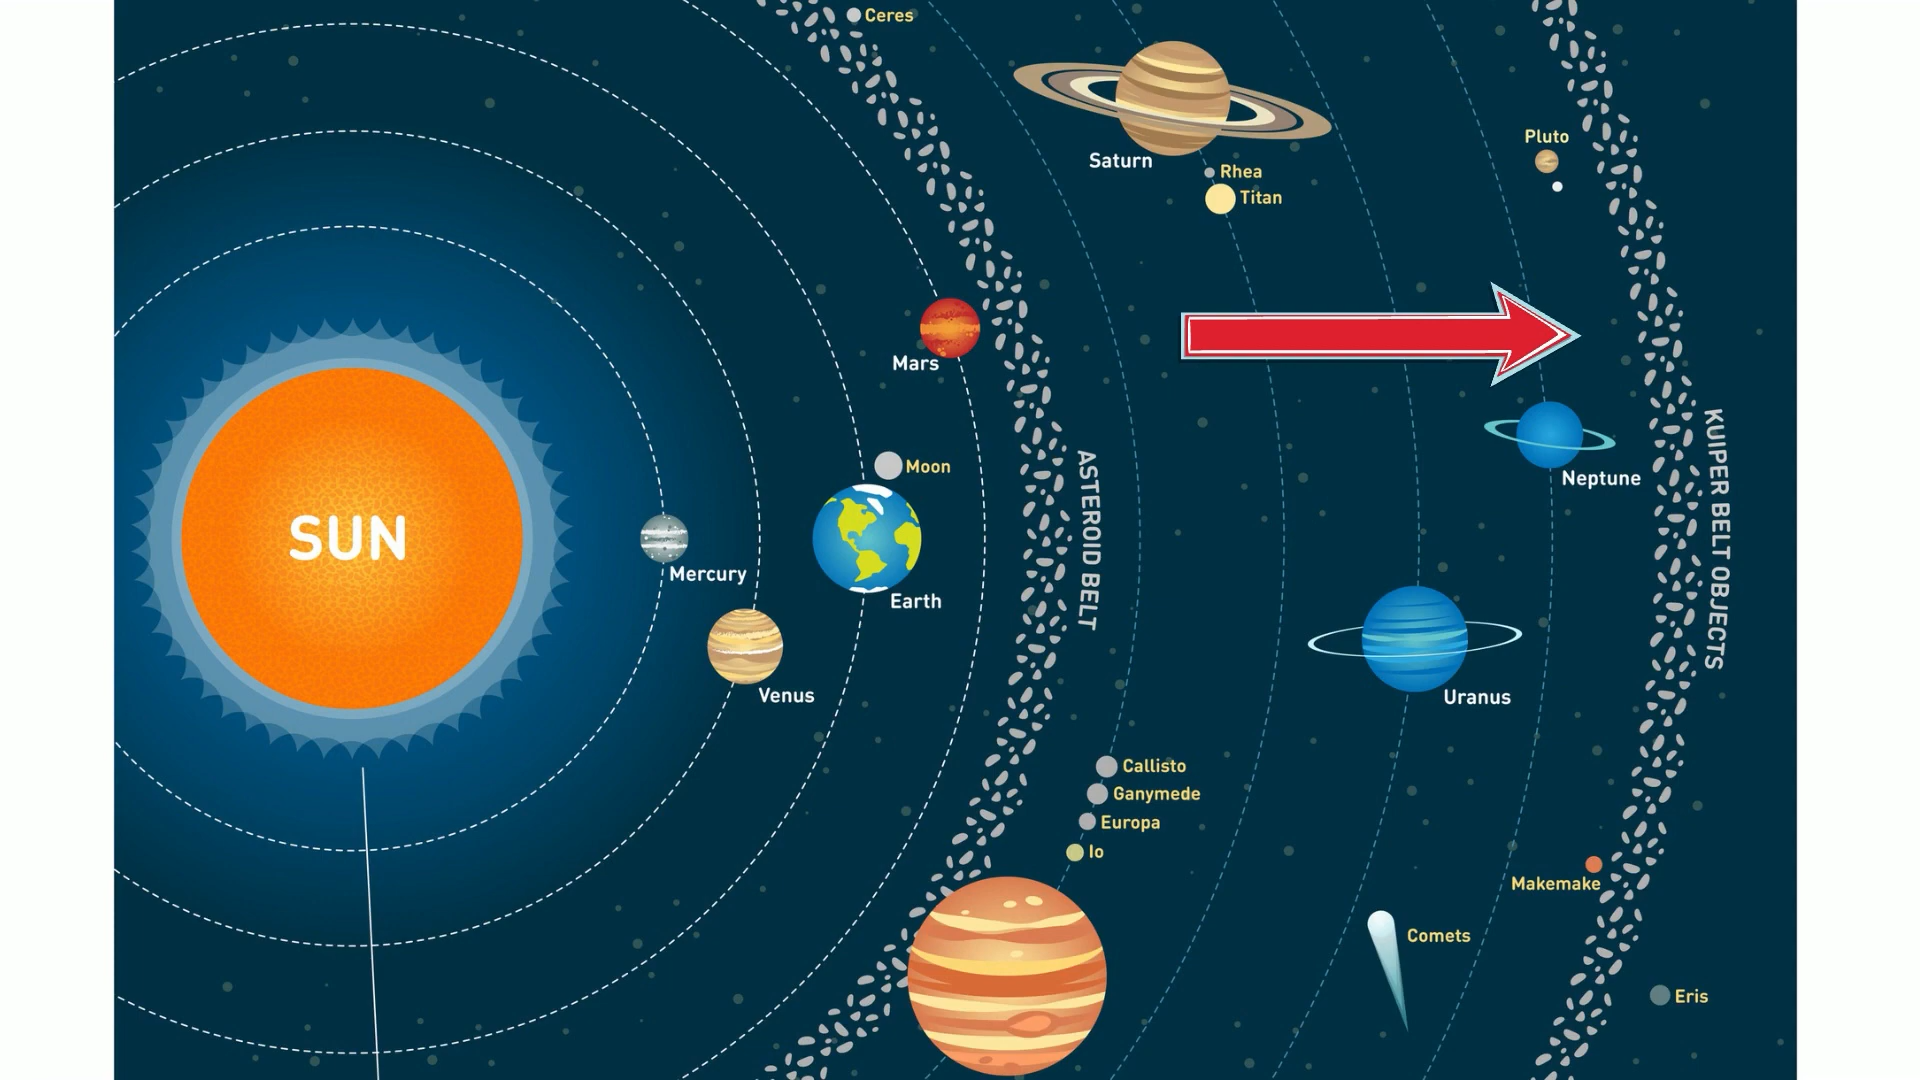 Ceres
Pluto
Saturn
Rhea
Titan
Mars
Moon
Neptune
SUN
Mercury
Earth
ASTEROID BELT
KUIPER BELT OBJECTS
Venus
Uranus
Callisto
Ganymede
Europa
Io
Makemake
Comets
Eris